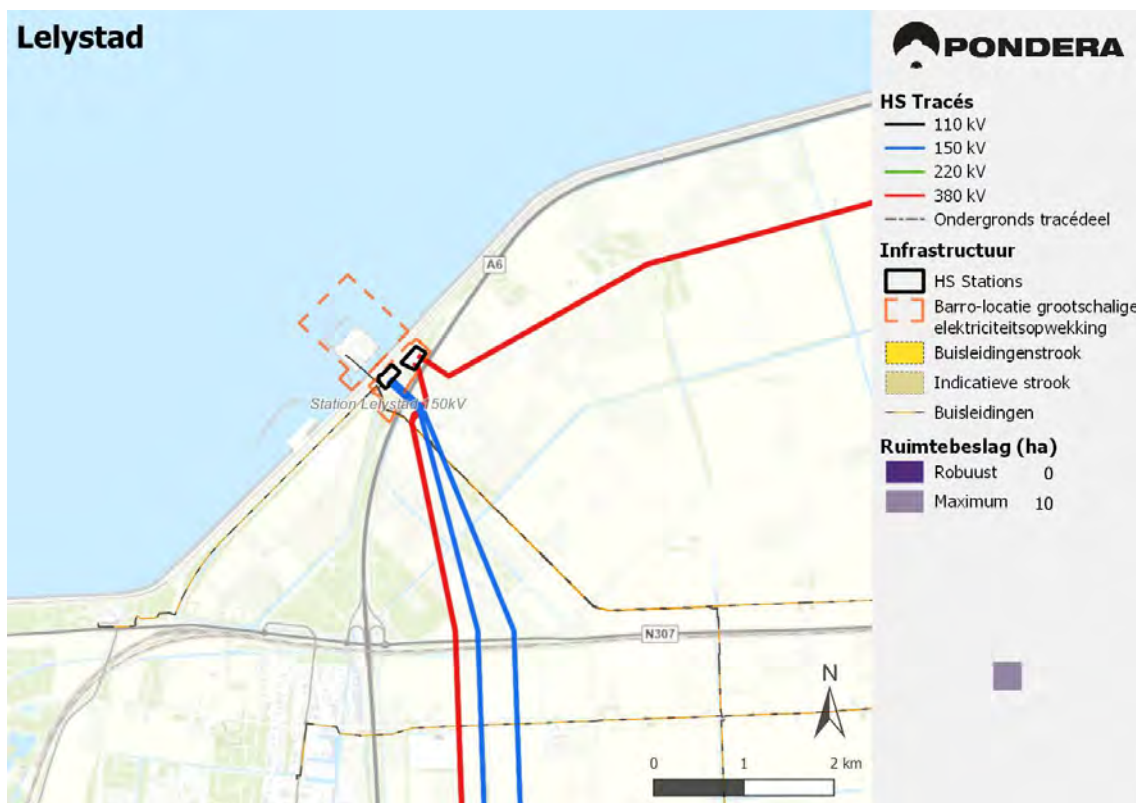 Lelystad
A6
Station Lelystad 150kV
N307
N
0 1 2 km
PONDERA
HS Tracés
110 kV
150 kV
220 kV
380 kV
Ondergronds tracédeel
Infrastructuur
HS Stations
Barro-locatie grootschalige
elektriciteitsopwekking
Buisleidingenstrook
Indicatieve strook
Buisleidingen
Ruimtebeslag (ha)
Robuust 0
Maximum 10